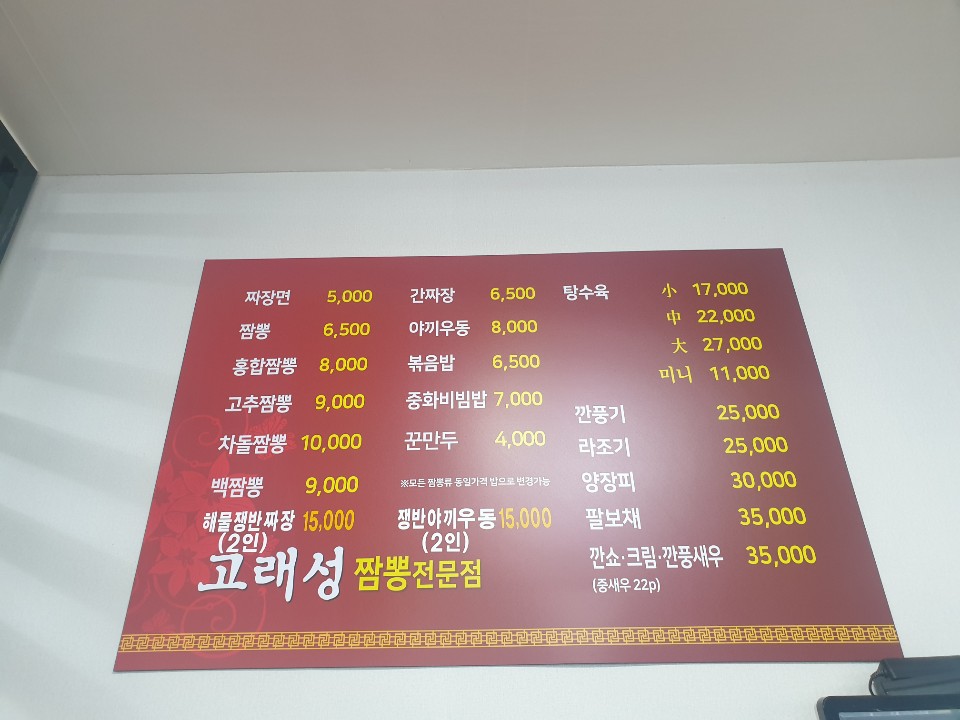 짜장면 5,000
짬뽕 6,500
홍합짬뽕 8,000
고추짬뽕 9,000
차돌짬뽕 10,000
백짬뽕 9,000
해물쟁반짜장 15,000
(2인)
간짜장 6,500
야끼우동 8,000
볶음밥 6,500
중화비빔밥 7,000
꾼만두 4,000
※모든 짬뽕류 동일가격 밥으로 변경가능
쟁반야끼우동 15,000
(2인)
탕수육 小 17,000
中 22,000
大 27,000
미니 11,000
깐풍기 25,000
라조기 25,000
양장피 30,000
팔보채 35,000
깐쇼·크림·깐풍새우 35,000
(중새우 22p)
고래성 짬뽕전문점